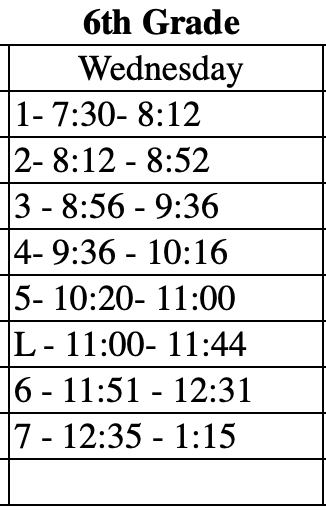 6th Grade
Wednesday
1- 7:30- 8:12
2- 8:12 - 8:52
3 - 8:56 - 9:36
4- 9:36 - 10:16
5- 10:20- 11:00
L - 11:00- 11:44
6 - 11:51 - 12:31
7 - 12:35 - 1:15